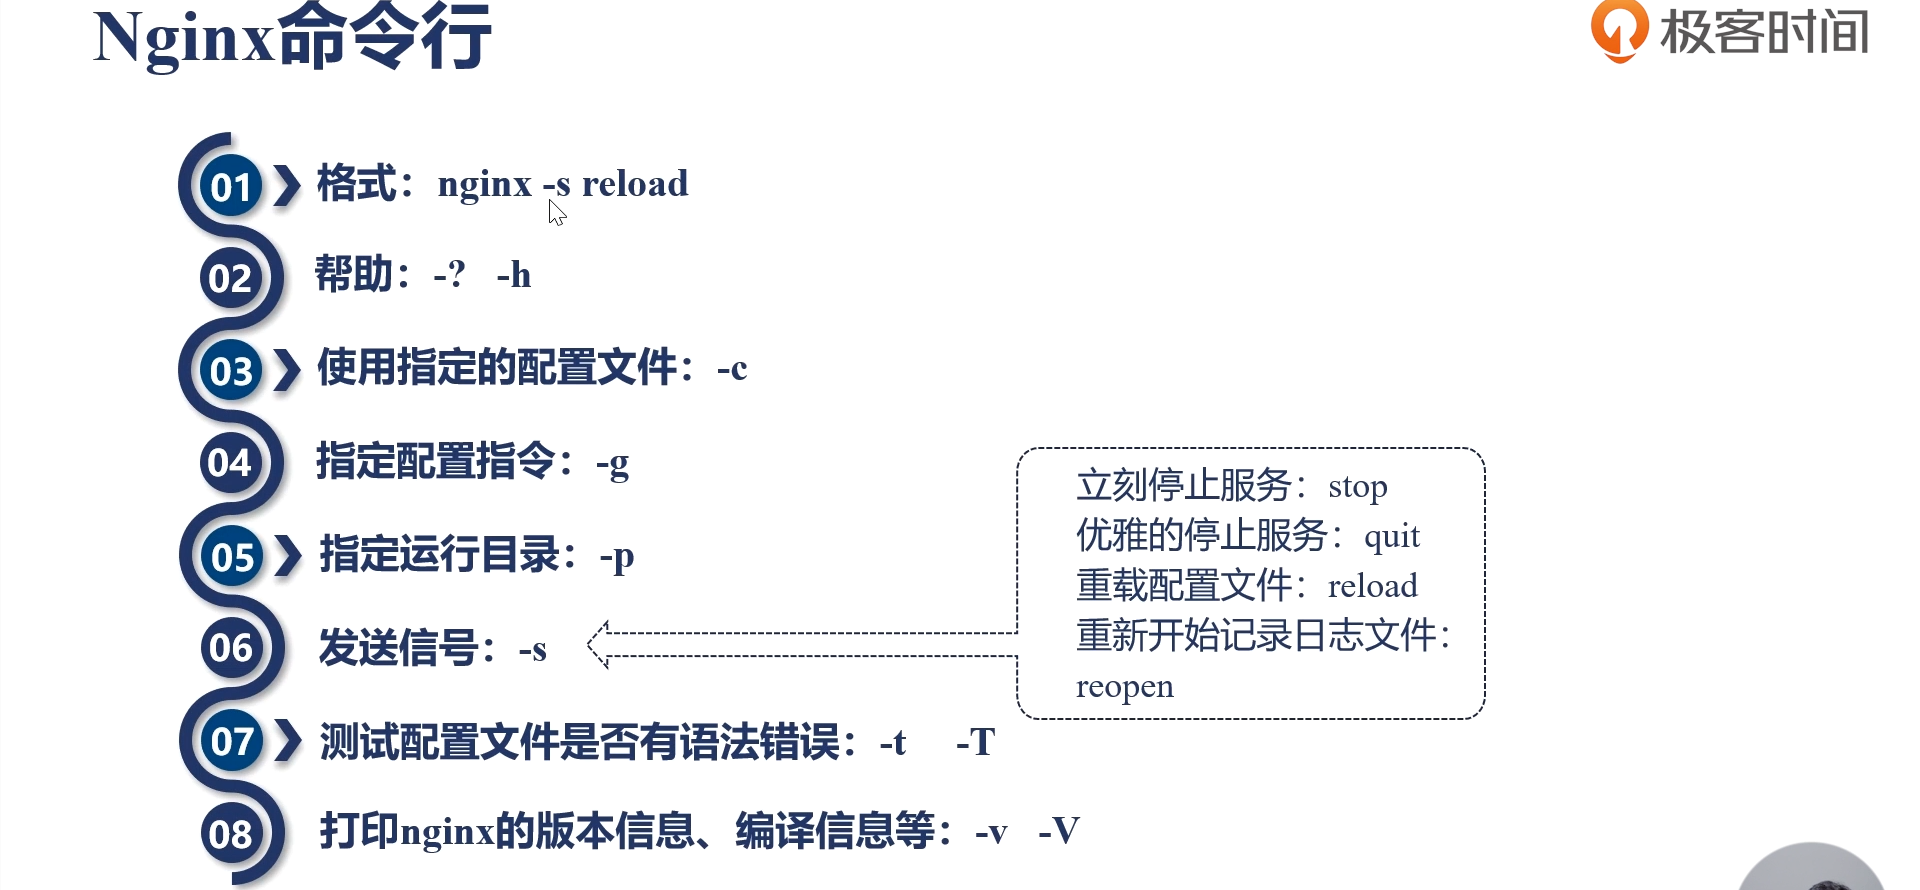 Nginx命令行
极客时间
01 格式：nginx -s reload
02 帮助：-? -h
03 使用指定的配置文件：-c
04 指定配置指令：-g
05 指定运行目录：-p
06 发送信号：-s
立刻停止服务：stop
优雅的停止服务：quit
重载配置文件：reload
重新开始记录日志文件：
reopen
07 测试配置文件是否有语法错误：-t -T
08 打印nginx的版本信息、编译信息等：-v -V